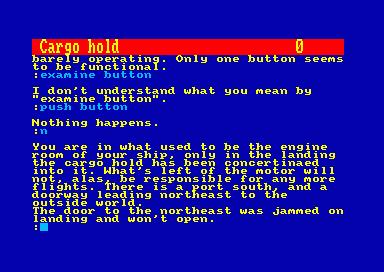 Cargo hold 0
barely operating. Only one button seems
to be functional.
:examine button
I don't understand what you mean by
"examine button".
:push button
Nothing happens.
:n
You are in what used to be the engine
room of your ship, only in the landing
the cargo hold has been concertinaed
into it. What's left of the motor will
not, alas, be responsible for any more
flights. There is a port south, and a
doorway leading northeast to the
outside world.
The door to the northeast was jammed on
landing and won't open.
: